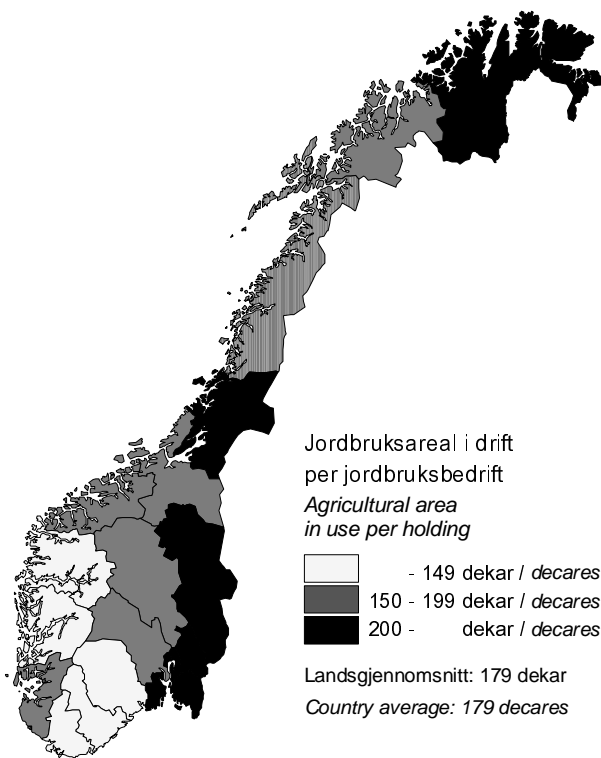 Jordbruksareal i drift
per jordbruksbedrift
Agricultural area
in use per holding
- 149 dekar / decares
150 - 199 dekar / decares
200 - dekar / decares
Landsgjennomsnitt: 179 dekar
Country average: 179 decares